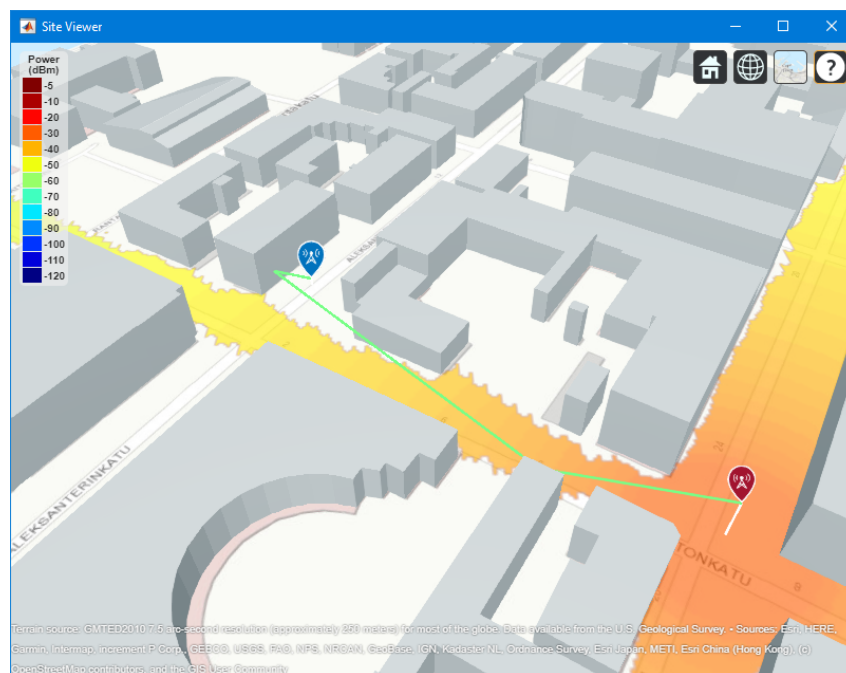 Site Viewer
Power
(dBm)
-5
-10
-20
-30
-40
-50
-60
-70
-80
-90
-100
-110
-120
?
ALEKSANTERINKATU
TONKATU
8
Terrain source: GMTED2010 7.5 arc-second resolution (approximately 250 meters) for most of the globe. Data available from the U.S. Geological Survey. - Sources: Esri, HERE,
Garmin, Intermap, increment P Corp., GEBCO, USGS, FAO, NPS, NRCAN, GeoBase, IGN, Kadaster NL, Ordnance Survey, Esri Japan, METI, Esri China (Hong Kong), (c)
OpenStreetMap contributors, and the GIS User Community